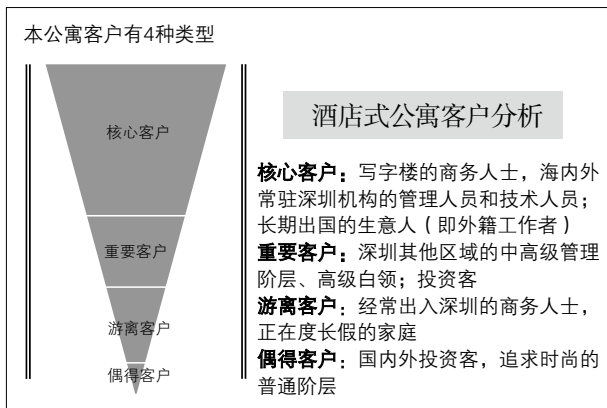 本公寓客户有4种类型
核心客户
重要客户
游离客户
偶得客户
酒店式公寓客户分析
核心客户：写字楼的商务人士，海内外
常驻深圳机构的管理人员和技术人员；
长期出国的生意人（即外籍工作者）
重要客户：深圳其他区域的中高级管理
阶层、高级白领；投资客
游离客户：经常出入深圳的商务人士，
正在度长假的家庭
偶得客户：国内外投资客，追求时尚的
普通阶层